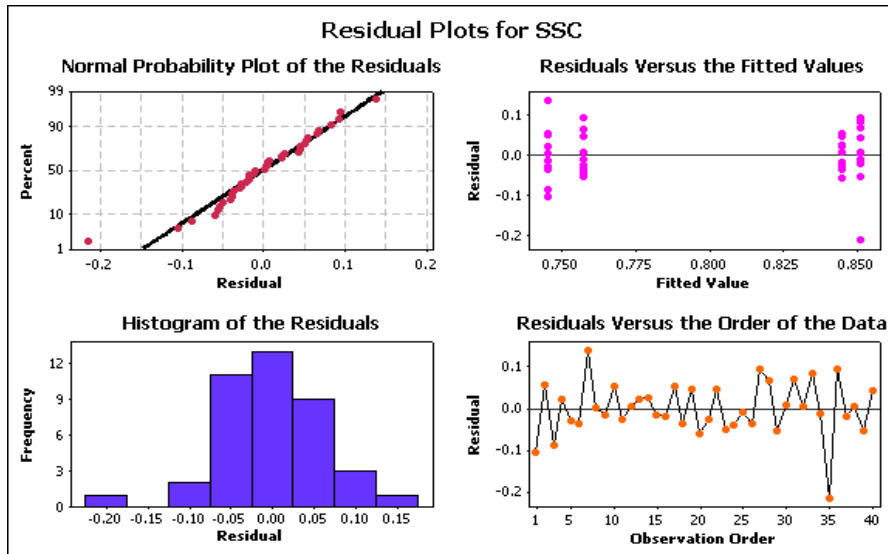 Residual Plots for SSC
Normal Probability Plot of the Residuals
99
90
50
10
1
Percent
-0.2 -0.1 0.0 0.1 0.2
Residual
Residuals Versus the Fitted Values
0.1
0.0
-0.1
-0.2
Residual
0.750 0.775 0.800 0.825 0.850
Fitted Value
Histogram of the Residuals
12
9
6
3
0
Frequency
-0.20 -0.15 -0.10 -0.05 0.00 0.05 0.10 0.15
Residual
Residuals Versus the Order of the Data
0.1
0.0
-0.1
-0.2
Residual
1 5 10 15 20 25 30 35 40
Observation Order